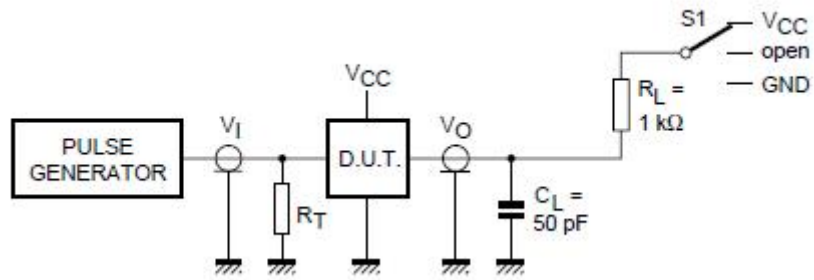 S1
VCC
open
GND
RL =
1 kΩ
VCC
VI
VO
PULSE
GENERATOR
D.U.T.
RT
CL =
50 pF